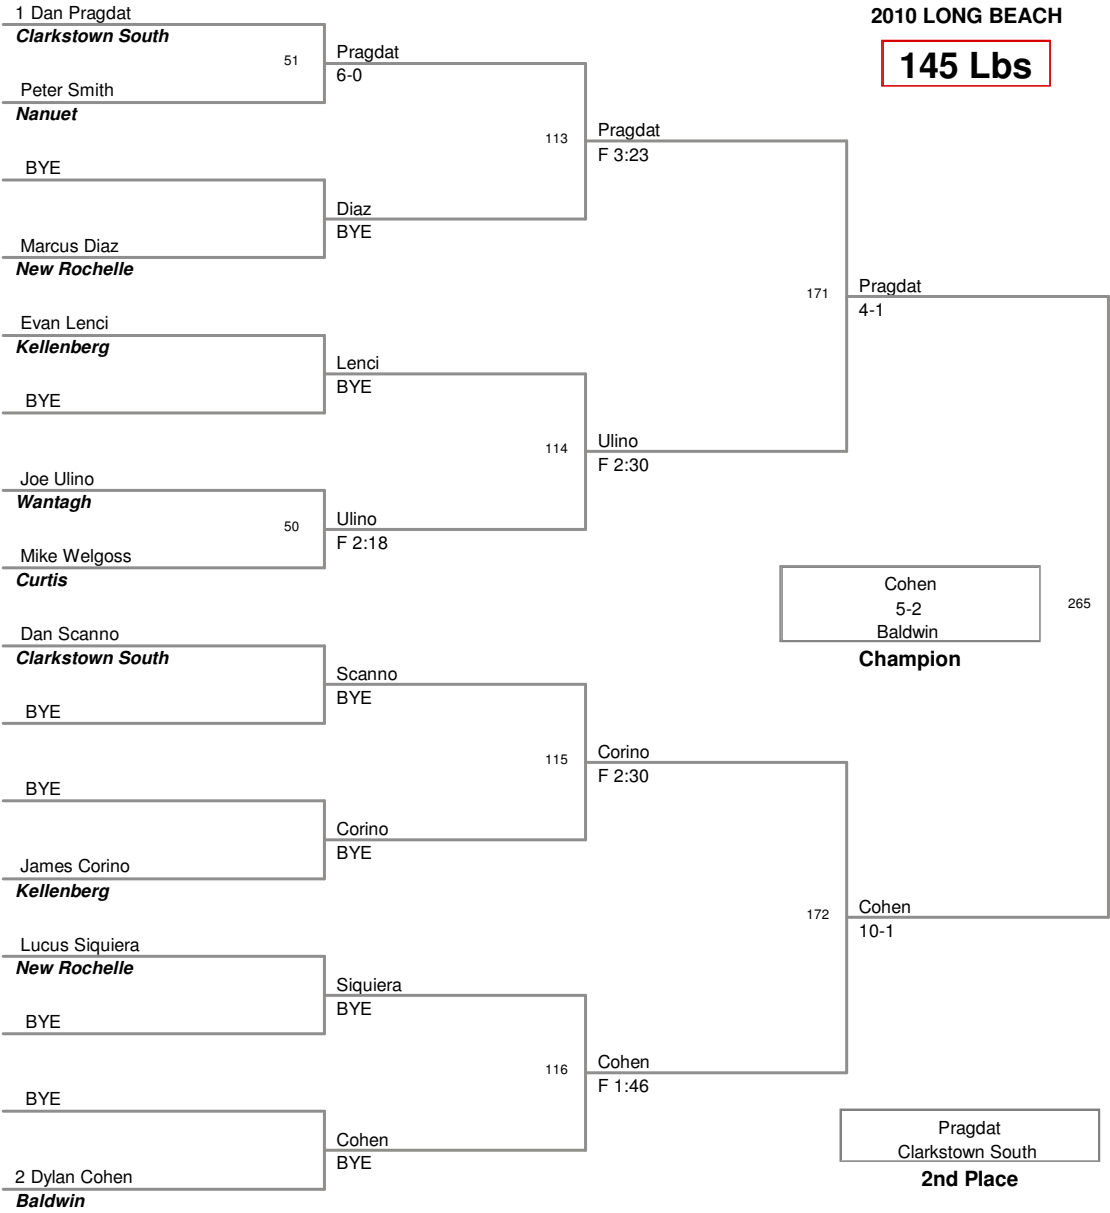 2010 LONG BEACH
145 Lbs
1 Dan Pragdat
Clarkstown South
51
Peter Smith
Nanuet
BYE
Marcus Diaz
New Rochelle
Evan Lenci
Kellenberg
BYE
Joe Ulino
Wantagh
50
Mike Welgoss
Curtis
Dan Scanno
Clarkstown South
BYE
BYE
James Corino
Kellenberg
Lucus Siquiera
New Rochelle
BYE
BYE
2 Dylan Cohen
Baldwin
Pragdat
6-0
113
Diaz
BYE
Lenci
BYE
114
Ulino
F 2:18
Scanno
BYE
115
Corino
BYE
Siquiera
BYE
116
Cohen
BYE
Pragdat
F 3:23
171
Ulino
F 2:30
Corino
F 2:30
172
Cohen
F 1:46
Pragdat
4-1
265
Cohen
10-1
Cohen
5-2
Baldwin
Champion
Pragdat
Clarkstown South
2nd Place